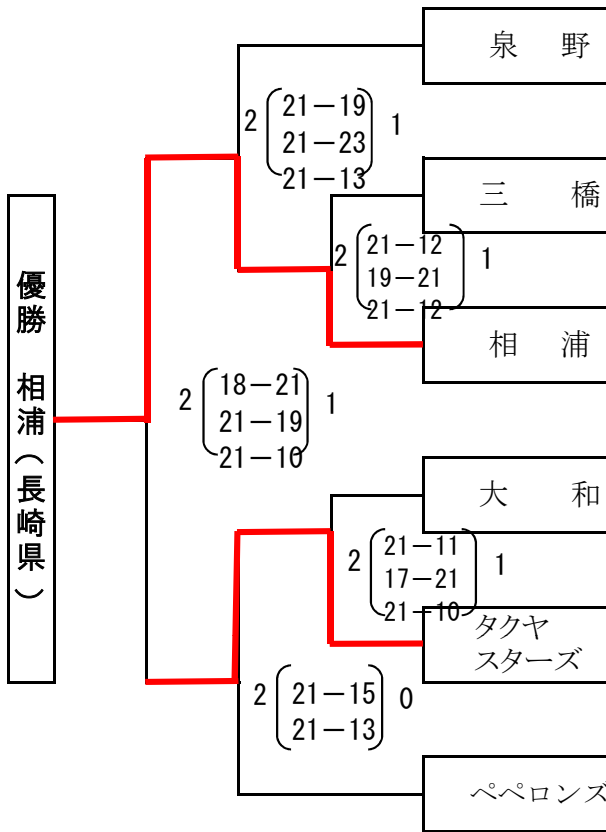 泉　野
2 21－19 1
21－23
21－13
三　橋
2 21－12 1
19－21
21－12
相　浦
優勝　相浦（長崎県）
2 18－21 1
21－19
21－10
大　和
2 21－11 1
17－21
21－10
タクヤ
スターズ
2 21－15 0
21－13
ペペロンズ